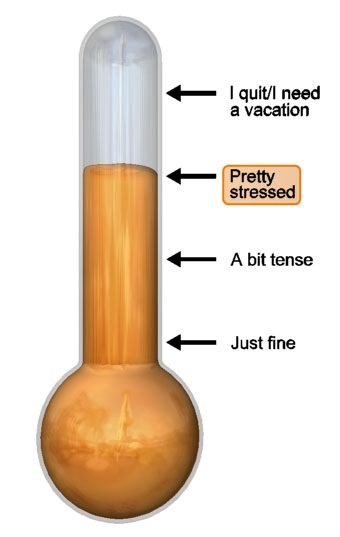 I quit/I need
a vacation
Pretty
stressed
A bit tense
Just fine